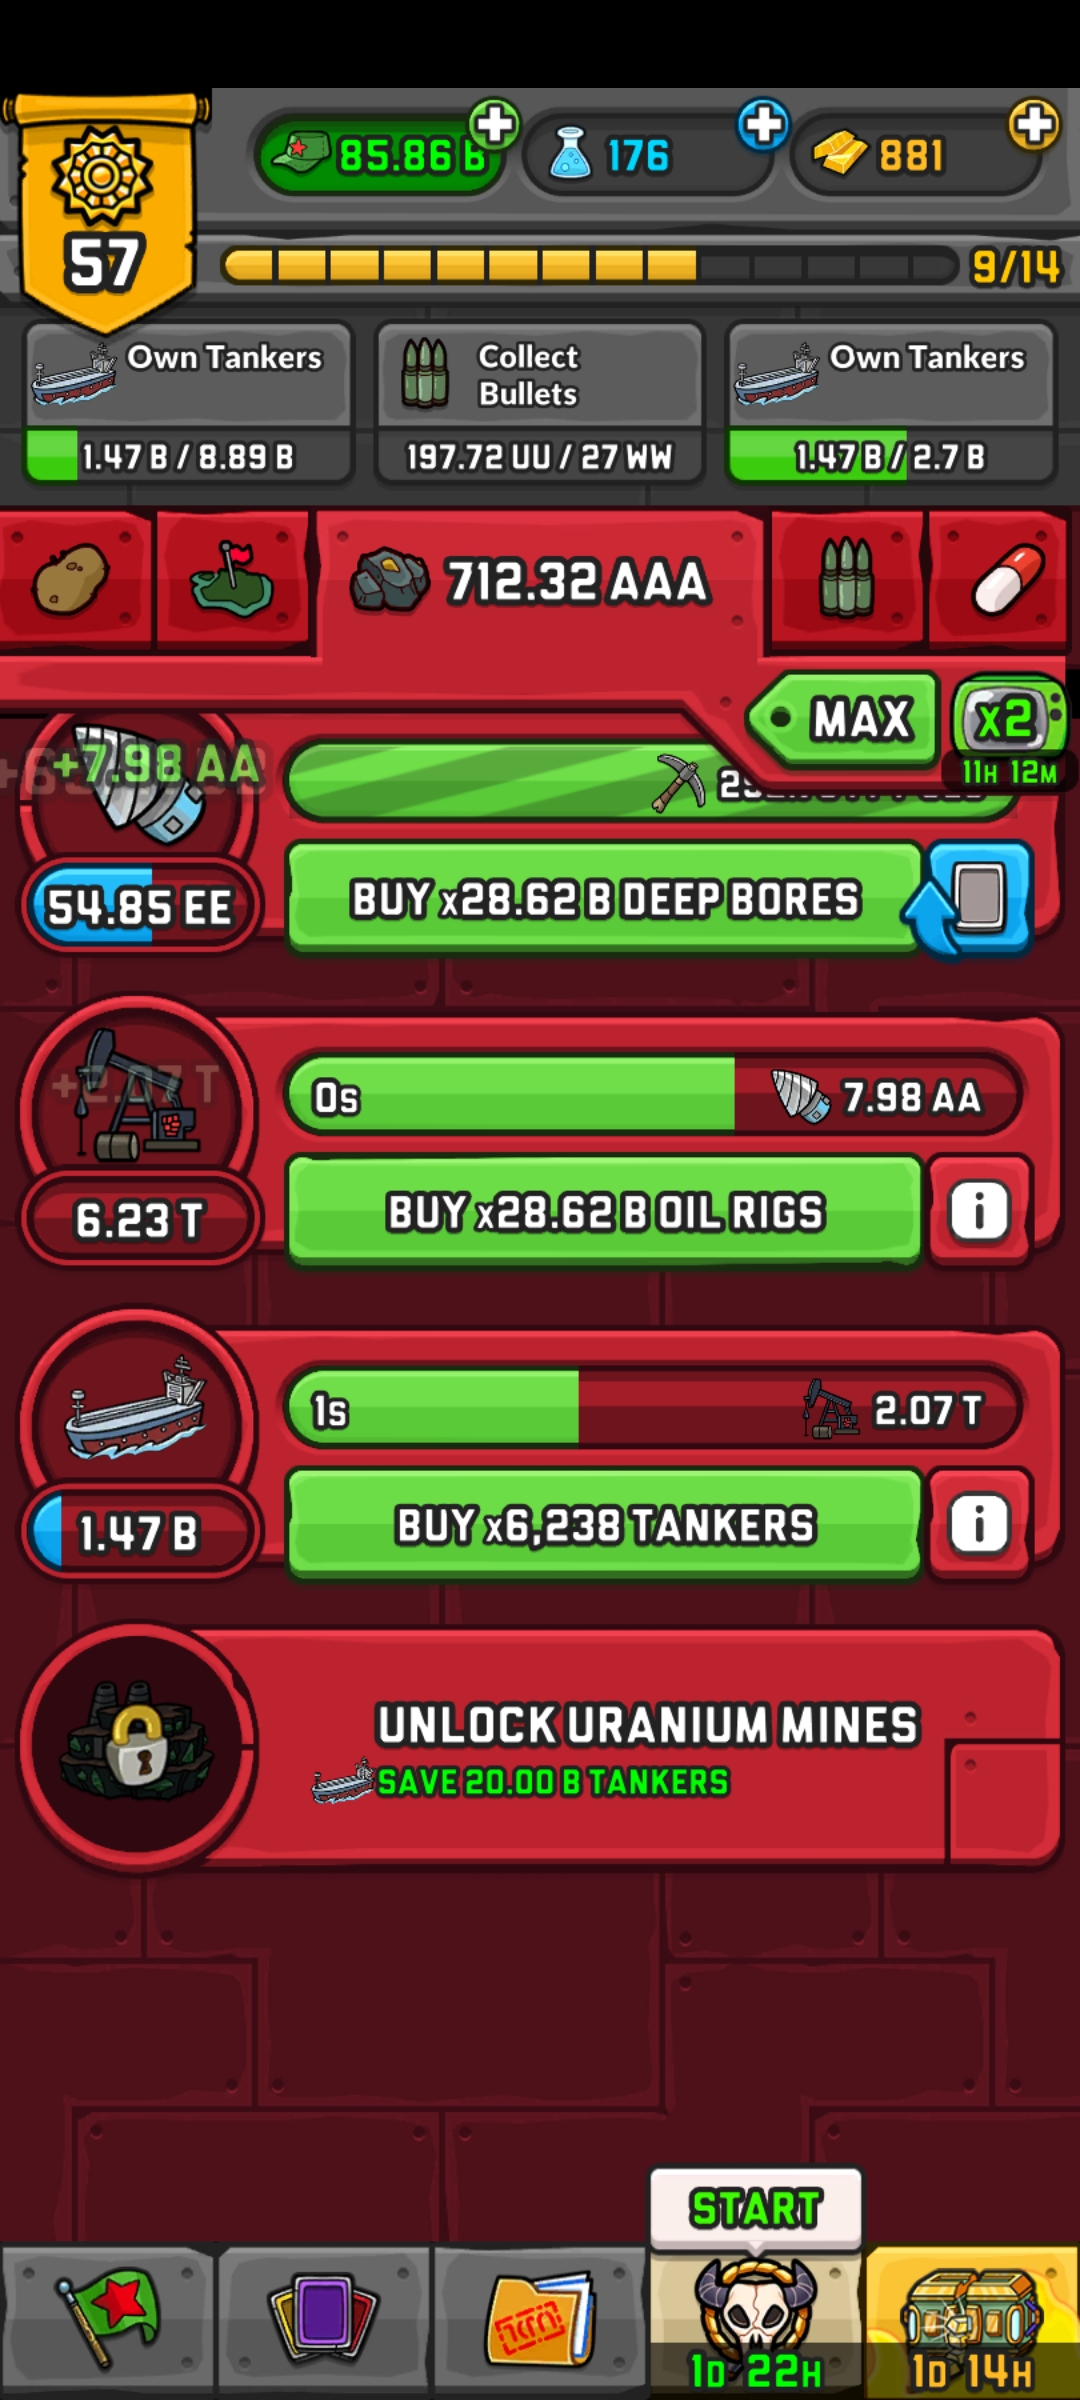 85.86 B
176
881
57
9/14
Own Tankers
1.47 B / 8.89 B
Collect
Bullets
197.72 UU / 27 WW
Own Tankers
1.47 B / 2.7 B
712.32 AAA
MAX
x2
11H 12M
+7.98 AA
54.85 EE
BUY x28.62 B DEEP BORES
+2.07 T
0s
7.98 AA
6.23 T
BUY x28.62 B OIL RIGS
i
1s
2.07 T
1.47 B
BUY x6,238 TANKERS
i
UNLOCK URANIUM MINES
SAVE 20.00 B TANKERS
START
1D 22H
1D 14H